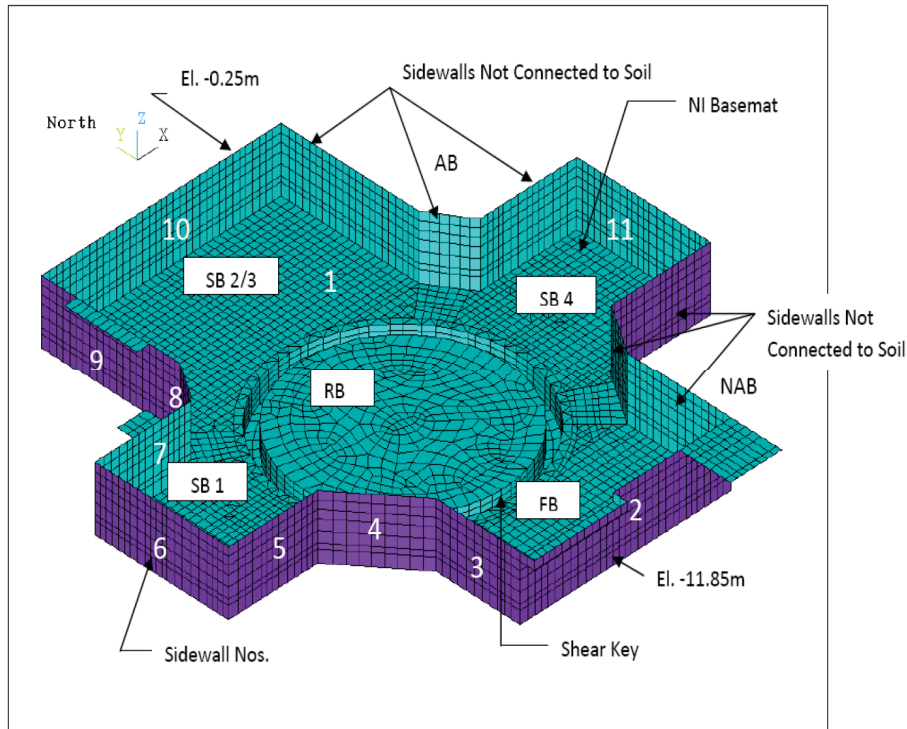 El. -0.25m
Sidewalls Not Connected to Soil
NI Basemat
North
Z
Y
X
AB
10
11
SB 2/3
1
SB 4
Sidewalls Not
Connected to Soil
9
8
RB
NAB
7
SB 1
FB
2
6
5
4
3
El. -11.85m
Sidewall Nos.
Shear Key